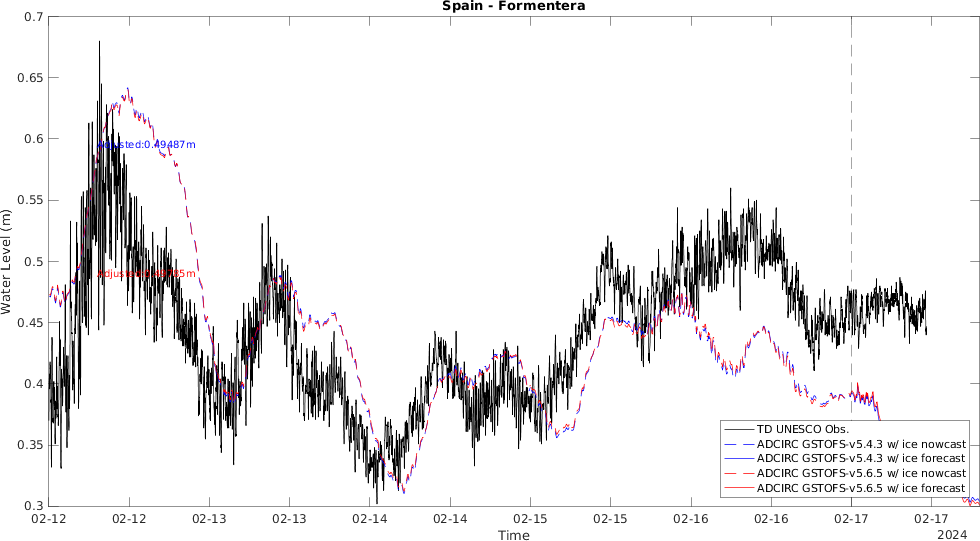 Spain - Formentera
0.7
0.65
0.6
0.55
0.5
0.45
0.4
0.35
0.3
Water Level (m)
Adjusted:0.49487m
02-12
02-12
02-13
02-13
02-14
02-14
02-15
02-15
02-16
02-16
02-17
02-17
Time
2024
TD UNESCO Obs.
ADCIRC GSTOFS-v5.4.3 w/ ice nowcast
ADCIRC GSTOFS-v5.4.3 w/ ice forecast
ADCIRC GSTOFS-v5.6.5 w/ ice nowcast
ADCIRC GSTOFS-v5.6.5 w/ ice forecast